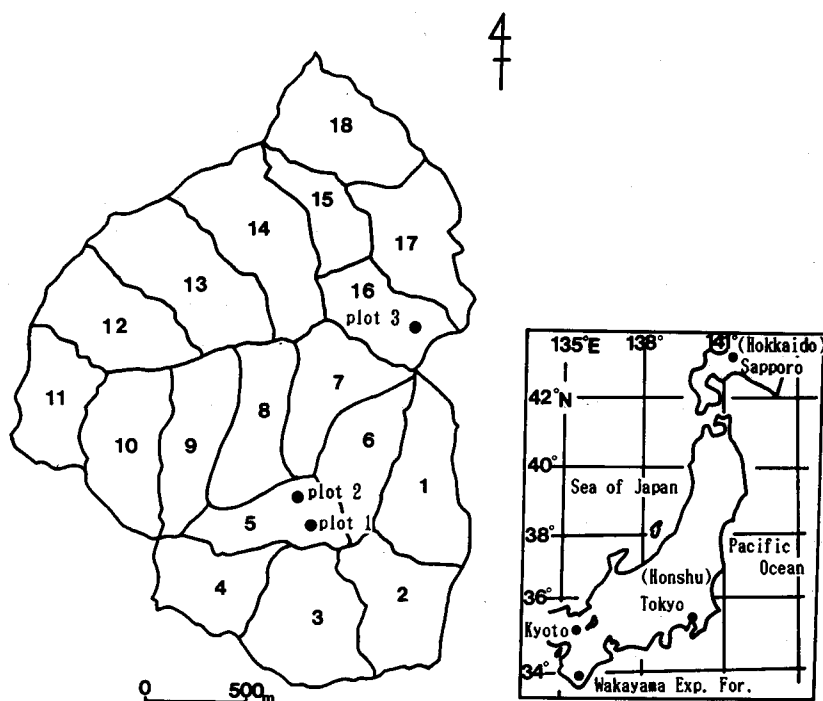 18
15
14
17
13
16
plot 3
12
7
11
8
6
10
9
1
plot 2
5
plot 1
4
2
3
0 500m
135°E 138° 141° (Hokkaido)
Sapporo
42°N
40°
Sea of Japan
38°
Pacific
Ocean
(Honshu)
36°
Tokyo
Kyoto
34°
Wakayama Exp. For.